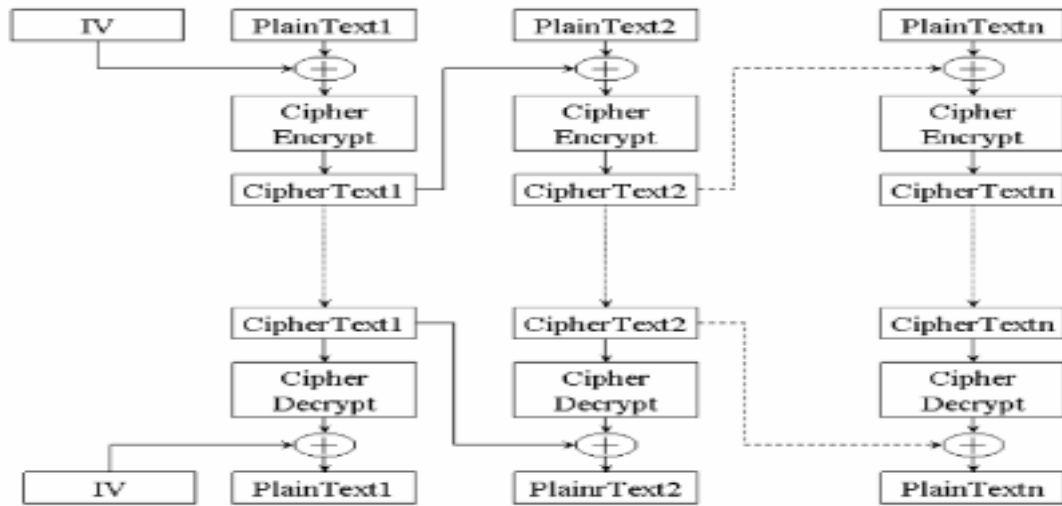 IV PlainText1 PlainText2 PlainTextn
Cipher Encrypt Cipher Encrypt Cipher Encrypt
CipherText1 CipherText2 CipherTextn
CipherText1 CipherText2 CipherTextn
Cipher Decrypt Cipher Decrypt Cipher Decrypt
IV PlainText1 PlainrText2 PlainTextn